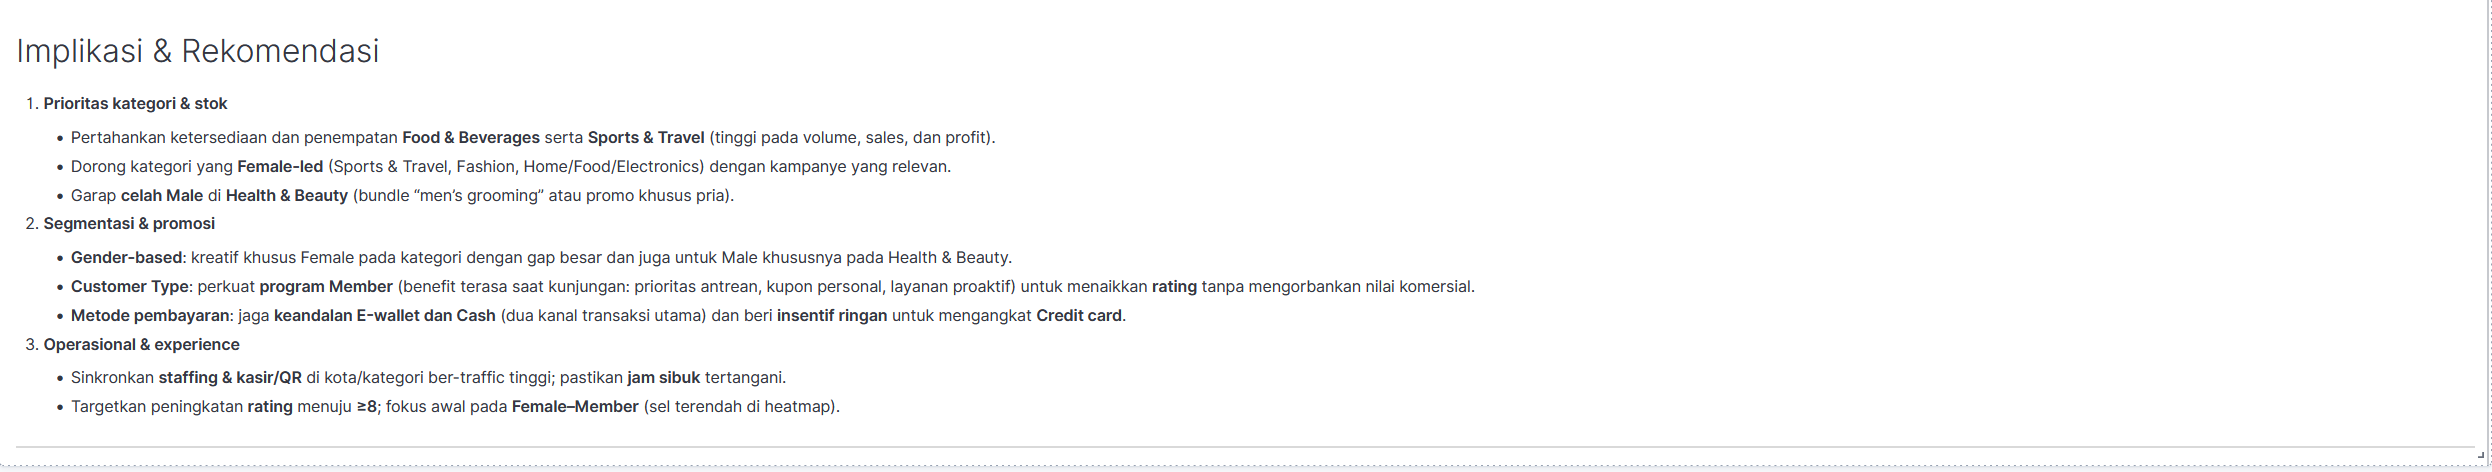 Implikasi & Rekomendasi
1. Prioritas kategori & stok
• Pertahankan ketersediaan dan penempatan Food & Beverages serta Sports & Travel (tinggi pada volume, sales, dan profit).
• Dorong kategori yang Female-led (Sports & Travel, Fashion, Home/Food/Electronics) dengan kampanye yang relevan.
• Garap celah Male di Health & Beauty (bundle “men’s grooming” atau promo khusus pria).
2. Segmentasi & promosi
• Gender-based: kreatif khusus Female pada kategori dengan gap besar dan juga untuk Male khususnya pada Health & Beauty.
• Customer Type: perkuat program Member (benefit terasa saat kunjungan: prioritas antrean, kupon personal, layanan proaktif) untuk menaikkan rating tanpa mengorbankan nilai komersial.
• Metode pembayaran: jaga keandalan E-wallet dan Cash (dua kanal transaksi utama) dan beri insentif ringan untuk mengangkat Credit card.
3. Operasional & experience
• Sinkronkan staffing & kasir/QR di kota/kategori ber-traffic tinggi; pastikan jam sibuk tertangani.
• Targetkan peningkatan rating menuju ≥8; fokus awal pada Female–Member (sel terendah di heatmap).